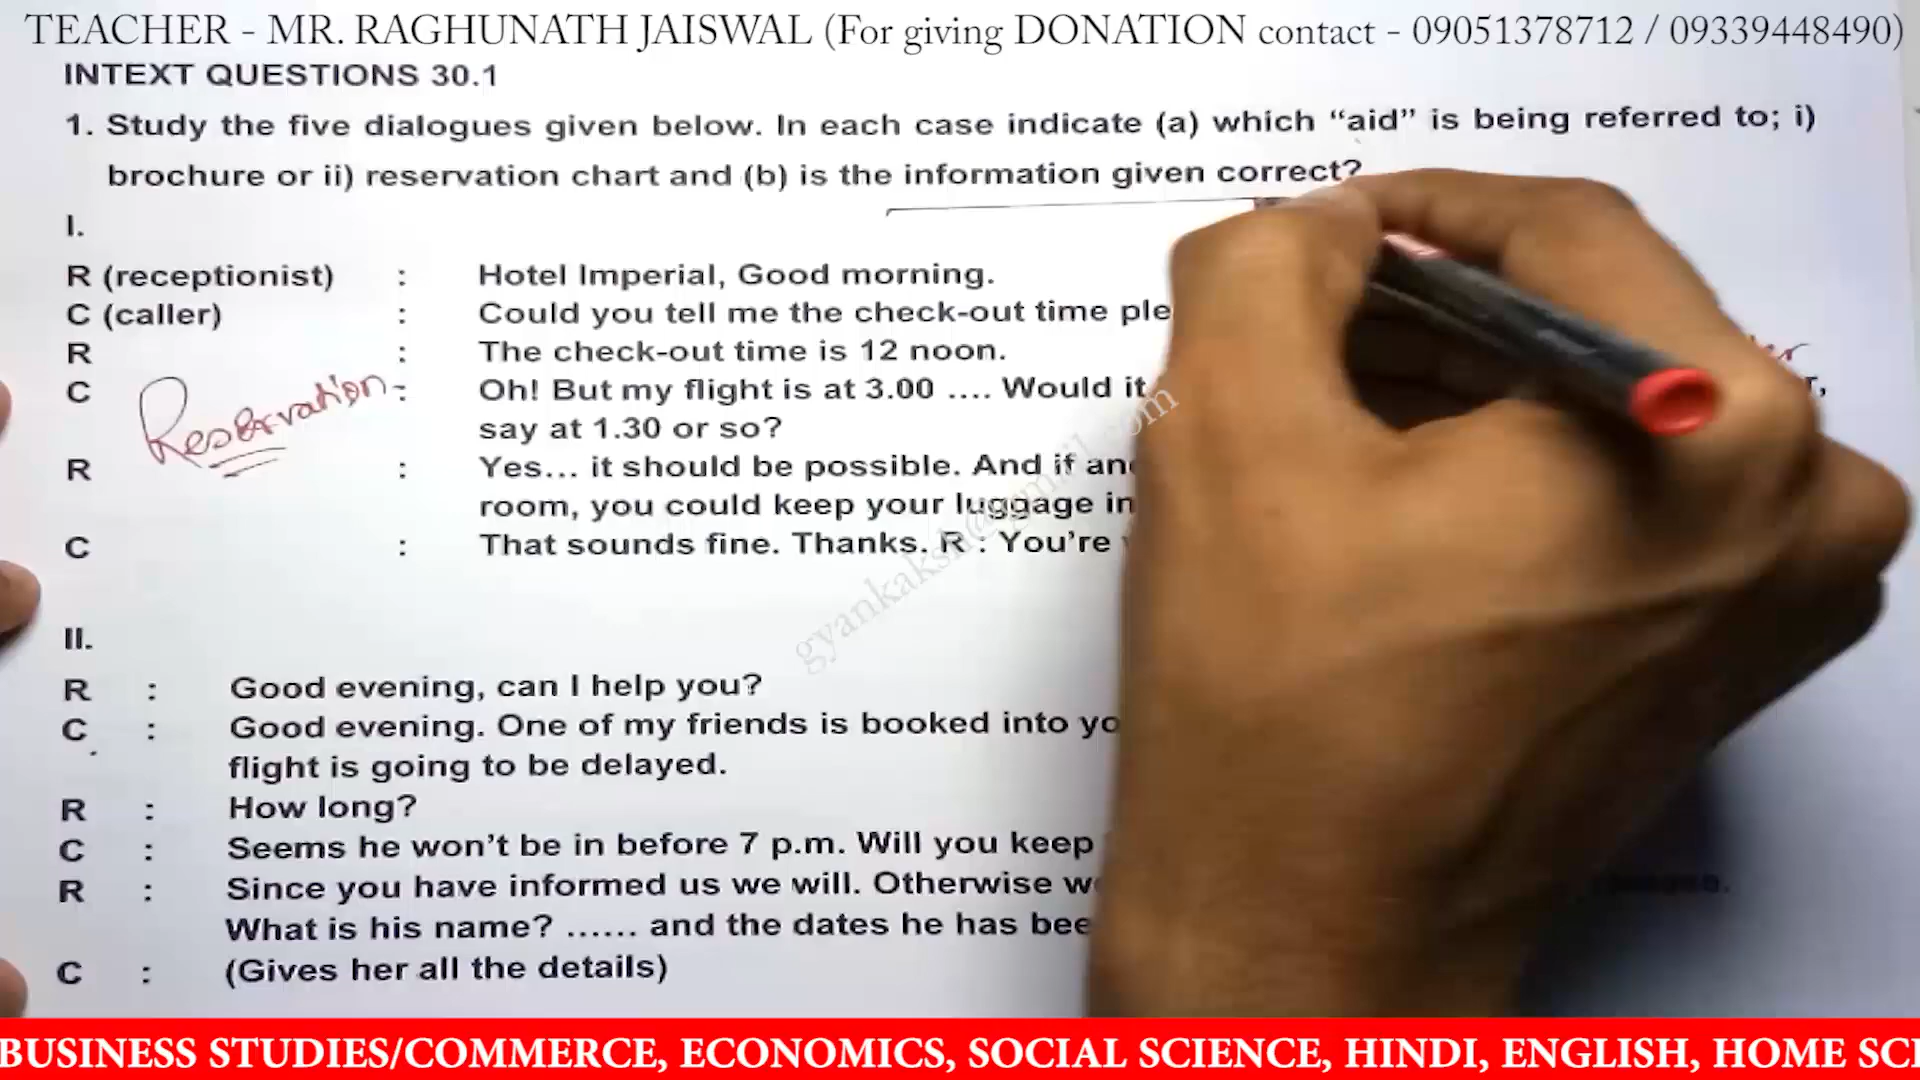 TEACHER - MR. RAGHUNATH JAISWAL (For giving DONATION contact - 09051378712 / 09339448490)
INTEXT QUESTIONS 30.1
1. Study the five dialogues given below. In each case indicate (a) which “aid” is being referred to; i)
brochure or ii) reservation chart and (b) is the information given correct?
I.
R (receptionist) : Hotel Imperial, Good morning.
C (caller) : Could you tell me the check-out time
R : The check-out time is 12 noon.
C : Oh! But my flight is at 3.00 .... Would it
Reservation
say at 1.30 or so?
R : Yes... it should be possible. And if
room, you could keep your luggage in
C : That sounds fine. Thanks. R : You’re
gyankaksh@gmail.com
II.
R : Good evening, can I help you?
C : Good evening. One of my friends is booked into
flight is going to be delayed.
R : How long?
C : Seems he won’t be in before 7 p.m. Will you keep
R : Since you have informed us we will. Otherwise
What is his name? ...... and the dates he has
C : (Gives her all the details)
BUSINESS STUDIES/COMMERCE, ECONOMICS, SOCIAL SCIENCE, HINDI, ENGLISH, HOME